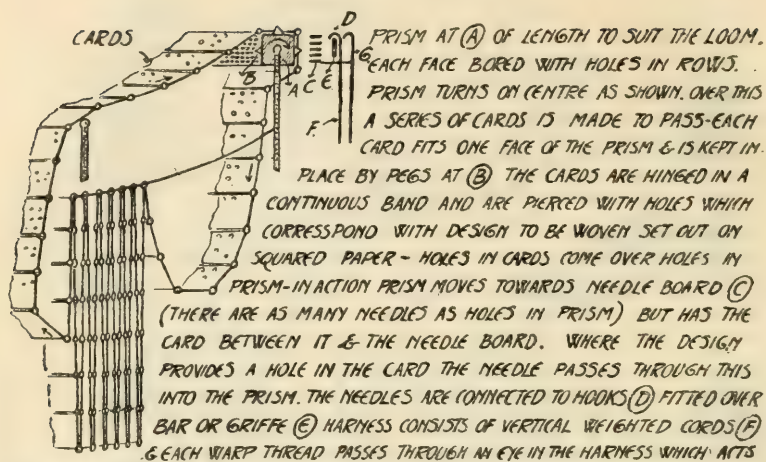 CARDS
D
G
B
A
C
E
F.
PRISM AT (A) OF LENGTH TO SUIT THE LOOM.
EACH FACE BORED WITH HOLES IN ROWS.
PRISM TURNS ON CENTRE AS SHOWN. OVER THIS
A SERIES OF CARDS IS MADE TO PASS-EACH
CARD FITS ONE FACE OF THE PRISM & IS KEPT IN
PLACE BY PEGS AT (B) THE CARDS ARE HINGED IN A
CONTINUOUS BAND AND ARE PIERCED WITH HOLES WHICH
CORRESPOND WITH DESIGN TO BE WOVEN SET OUT ON
SQUARED PAPER - HOLES IN CARDS COME OVER HOLES IN
PRISM-IN ACTION PRISM MOVES TOWARDS NEEDLE BOARD (C)
(THERE ARE AS MANY NEEDLES AS HOLES IN PRISM) BUT HAS THE
CARD BETWEEN IT & THE NEEDLE BOARD. WHERE THE DESIGN
PROVIDES A HOLE IN THE CARD THE NEEDLE PASSES THROUGH THIS
INTO THE PRISM. THE NEEDLES ARE CONNECTED TO HOOKS (D) FITTED OVER
BAR OR GRIFFE (E) HARNESS CONSISTS OF VERTICAL WEIGHTED CORDS (F)
& EACH WARP THREAD PASSES THROUGH AN EYE IN THE HARNESS WHICH ACTS